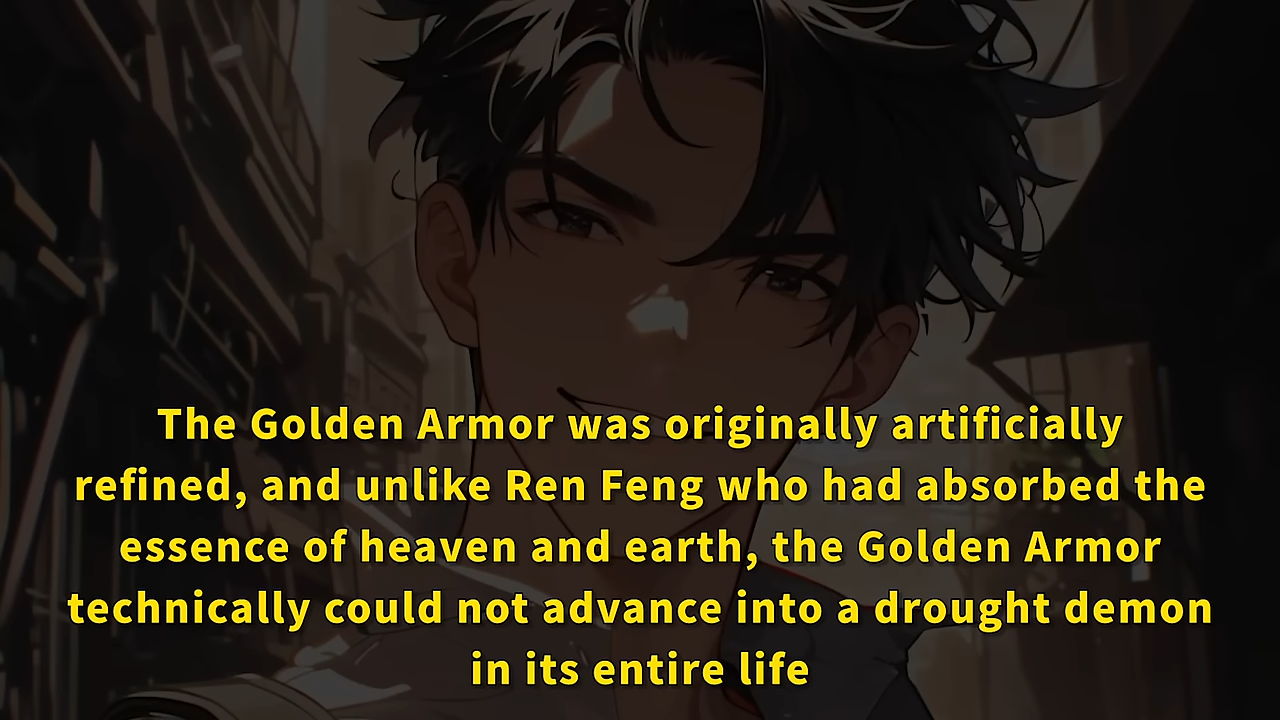 The Golden Armor was originally artificially
refined, and unlike Ren Feng who had absorbed the
essence of heaven and earth, the Golden Armor
technically could not advance into a drought demon
in its entire life